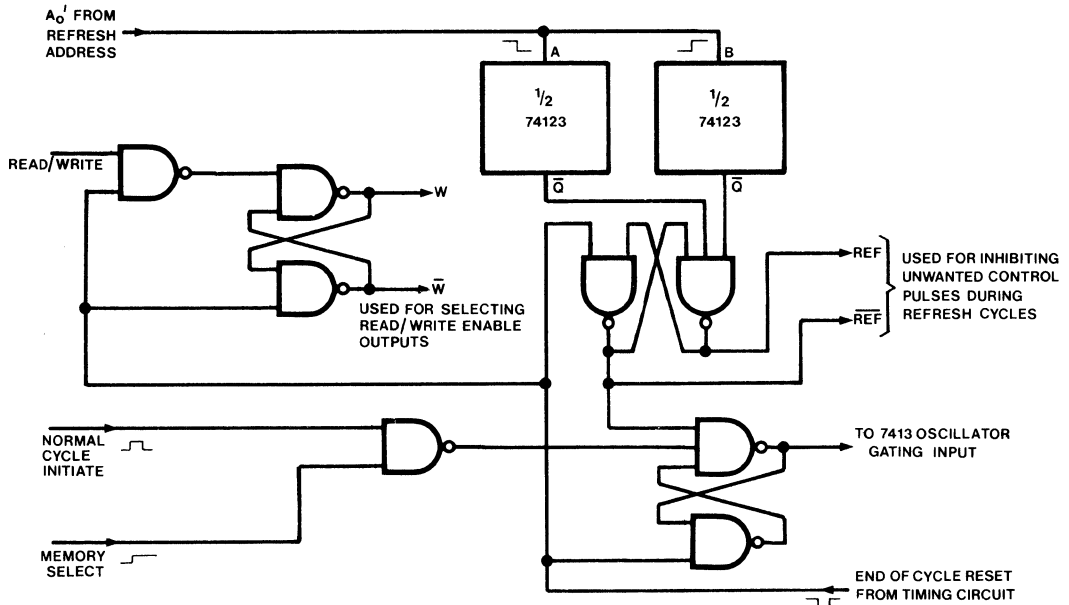 A₀' FROM
REFRESH
ADDRESS
A
B
1/2
74123
1/2
74123
Q̅
Q̅
READ/WRITE
W
W̅
USED FOR SELECTING
READ/WRITE ENABLE
OUTPUTS
REF
R̅E̅F̅
USED FOR INHIBITING
UNWANTED CONTROL
PULSES DURING
REFRESH CYCLES
NORMAL
CYCLE
INITIATE
TO 7413 OSCILLATOR
GATING INPUT
MEMORY
SELECT
END OF CYCLE RESET
FROM TIMING CIRCUIT